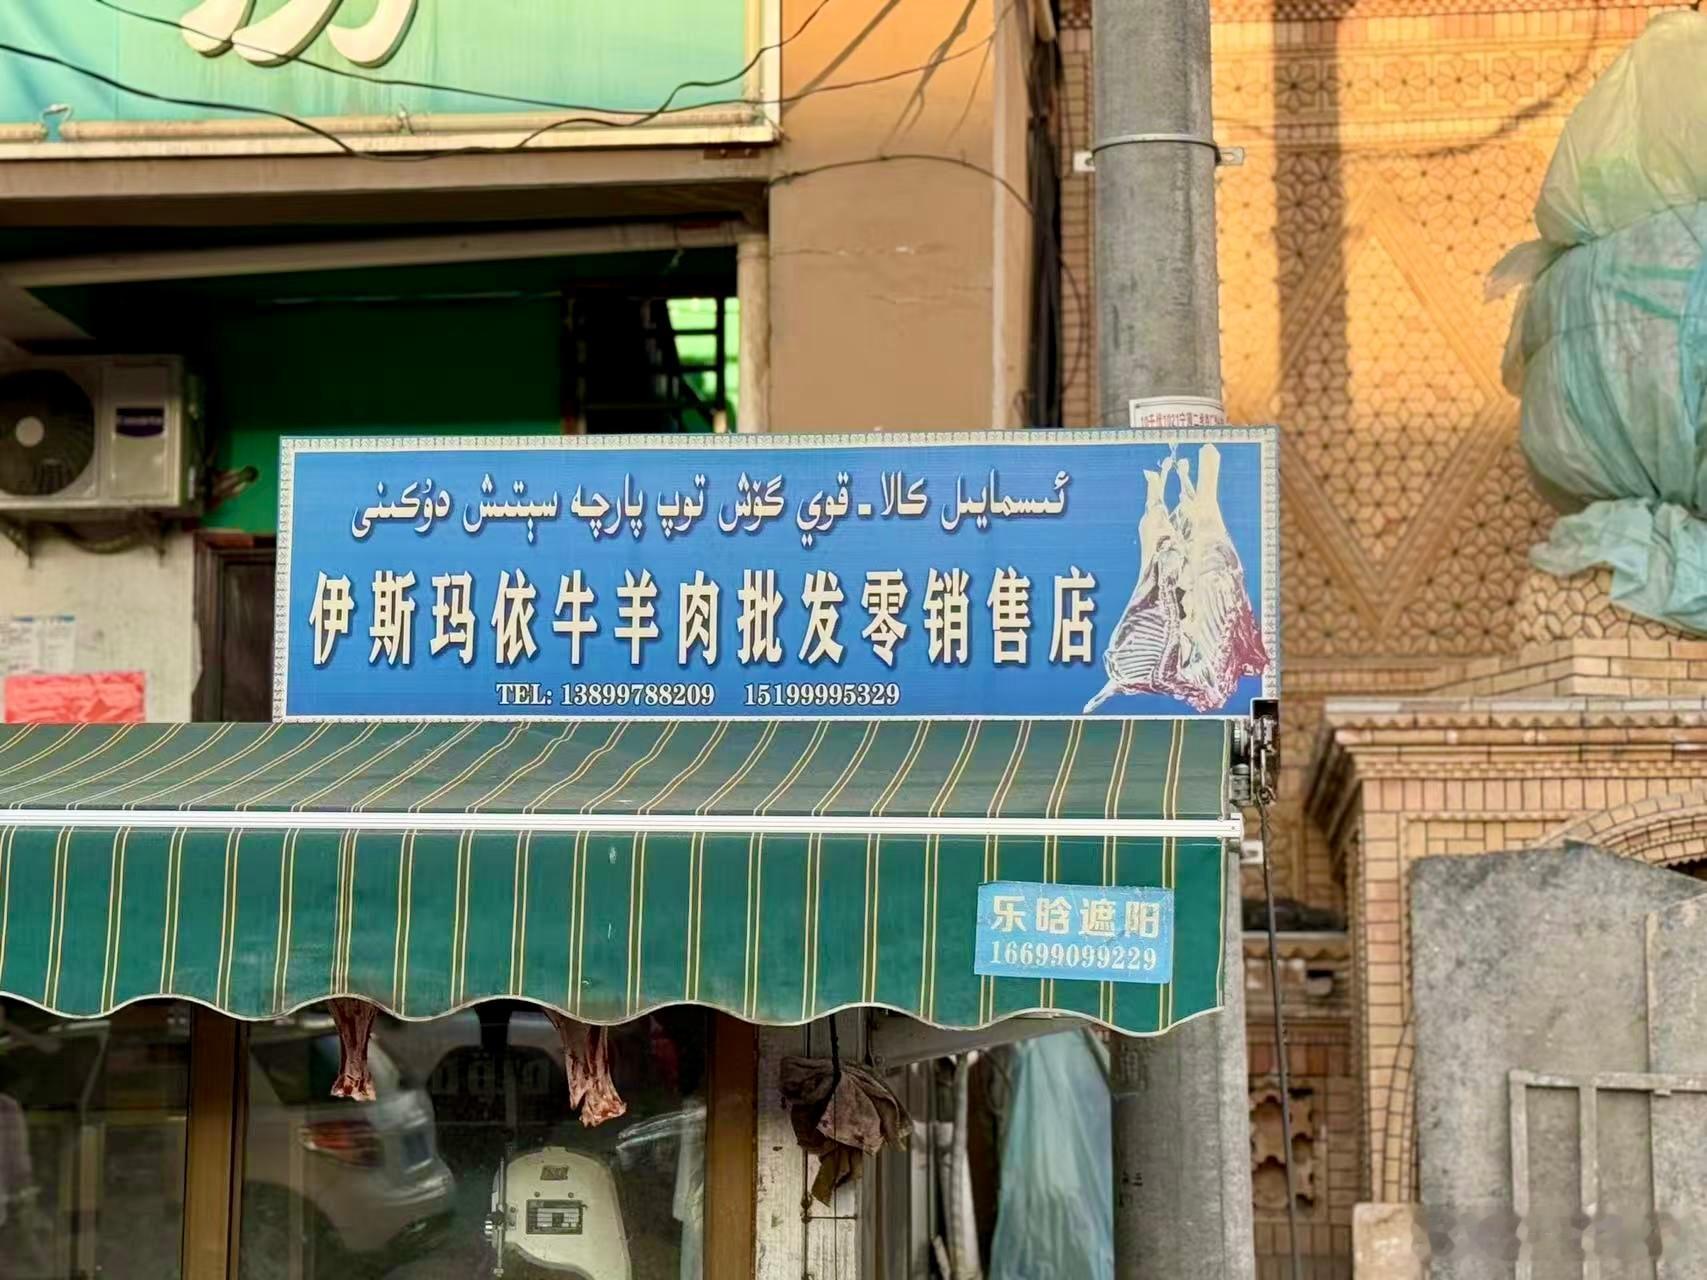 ئىسمايىل كالا ـ قوي گۆش توپ پارچە سېتىش دۇكىنى
伊斯玛依牛羊肉批发零销售店
TEL: 13899788209 15199995329
乐晗遮阳
16699099229